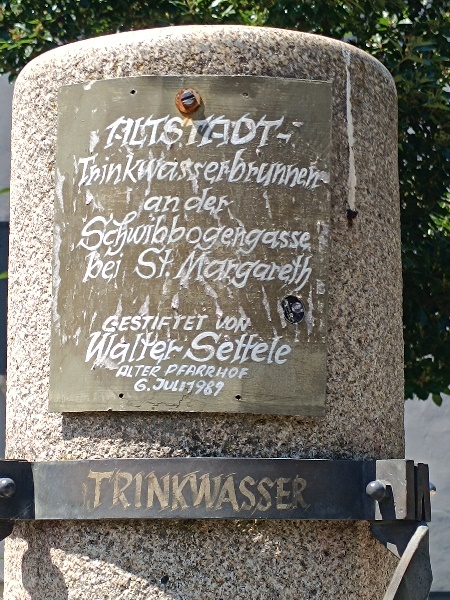 ALTSTADT-
Trinkwasserbrunnen
an der
Schwibbogengasse
bei St. Margareth
GESTIFTET VON
Walter Settele
ALTER PFARRHOF
6. JULI 1989
TRINKWASSER